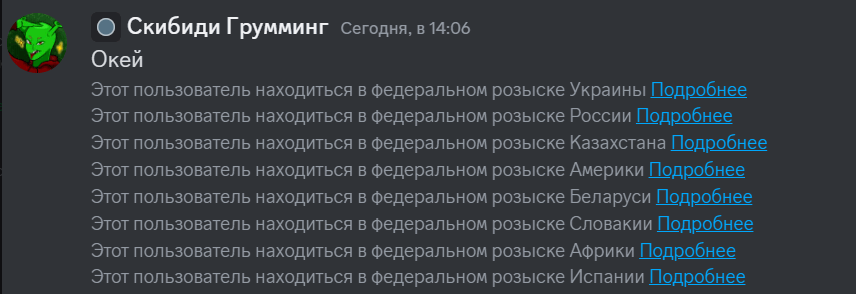 Скибиди Грумминг Сегодня, в 14:06
Окей
Этот пользователь находиться в федеральном розыске Украины Подробнее
Этот пользователь находиться в федеральном розыске России Подробнее
Этот пользователь находиться в федеральном розыске Казахстана Подробнее
Этот пользователь находиться в федеральном розыске Америки Подробнее
Этот пользователь находиться в федеральном розыске Беларуси Подробнее
Этот пользователь находиться в федеральном розыске Словакии Подробнее
Этот пользователь находиться в федеральном розыске Африки Подробнее
Этот пользователь находиться в федеральном розыске Испании Подробнее